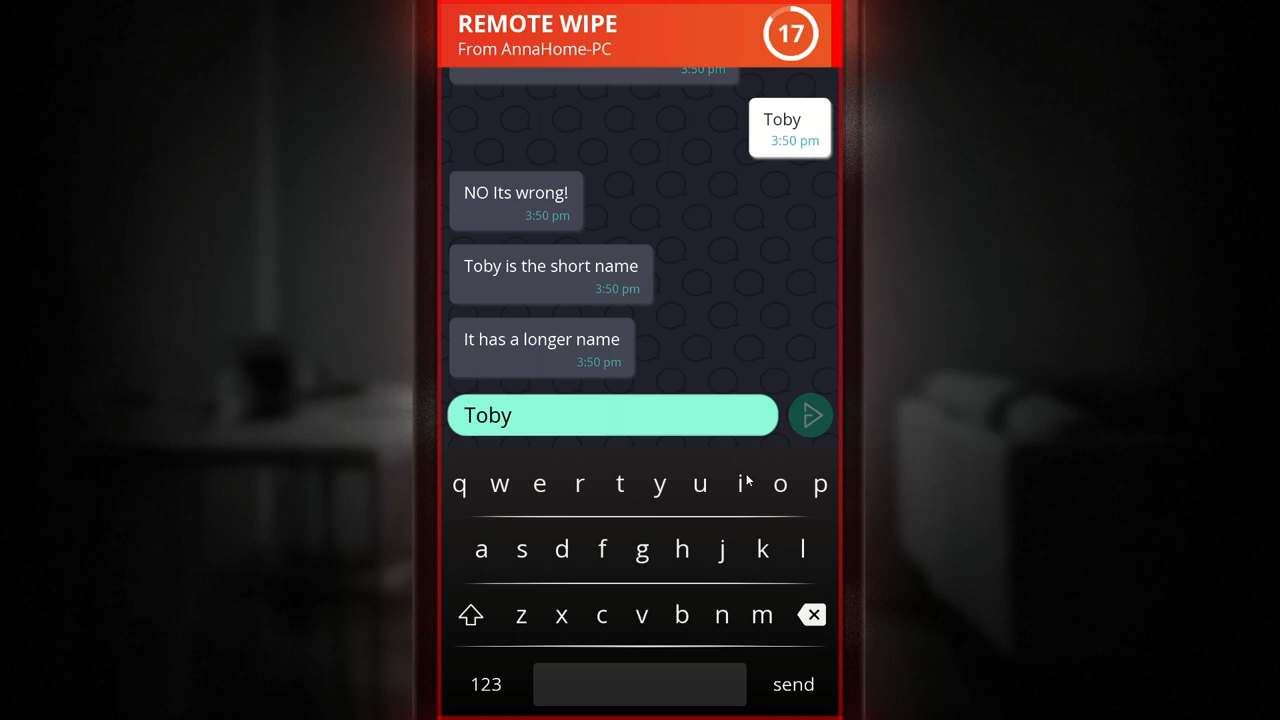 REMOTE WIPE
From AnnaHome-PC
17
3:50 pm
Toby
3:50 pm
NO Its wrong!
3:50 pm
Toby is the short name
3:50 pm
It has a longer name
3:50 pm
Toby
q w e r t y u i o p
a s d f g h j k l
z x c v b n m
123
send